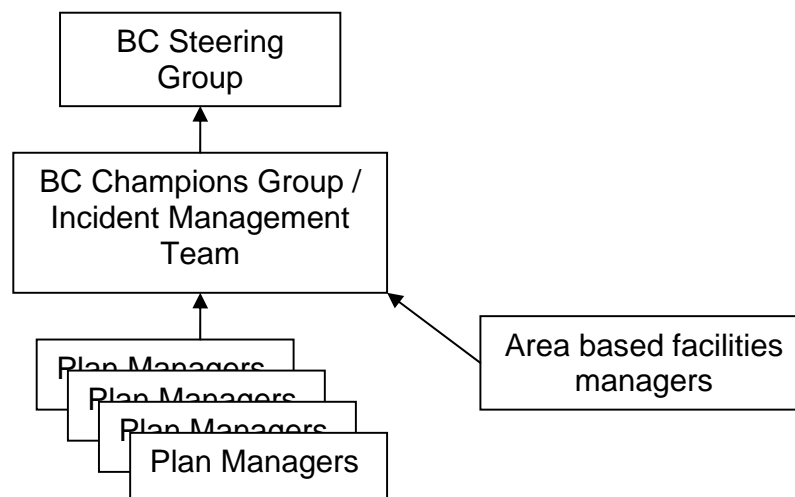 BC Steering
Group
BC Champions Group /
Incident Management
Team
Area based facilities
managers
Plan Managers
Plan Managers
Plan Managers
Plan Managers